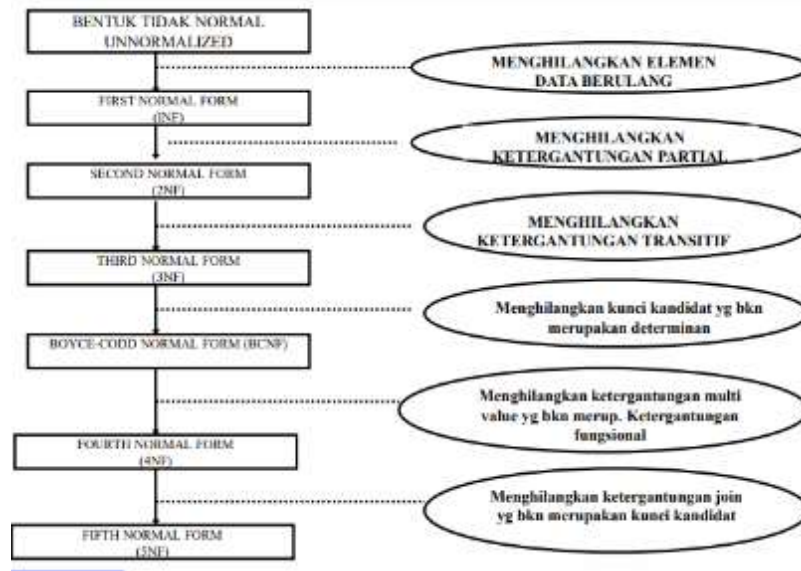 BENTUK TIDAK NORMAL
UNNORMALIZED
MENGHILANGKAN ELEMEN
DATA BERULANG
FIRST NORMAL FORM
(1NF)
MENGHILANGKAN
KETERGANTUNGAN PARTIAL
SECOND NORMAL FORM
(2NF)
MENGHILANGKAN
KETERGANTUNGAN TRANSITIF
THIRD NORMAL FORM
(3NF)
Menghilangkan kunci kandidat yg bkn
merupakan determinan
BOYCE-CODD NORMAL FORM (BCNF)
Menghilangkan ketergantungan multi
value yg bkn merup. Ketergantungan
fungsional
FOURTH NORMAL FORM
(4NF)
Menghilangkan ketergantungan join
yg bkn merupakan kunci kandidat
FIFTH NORMAL FORM
(5NF)